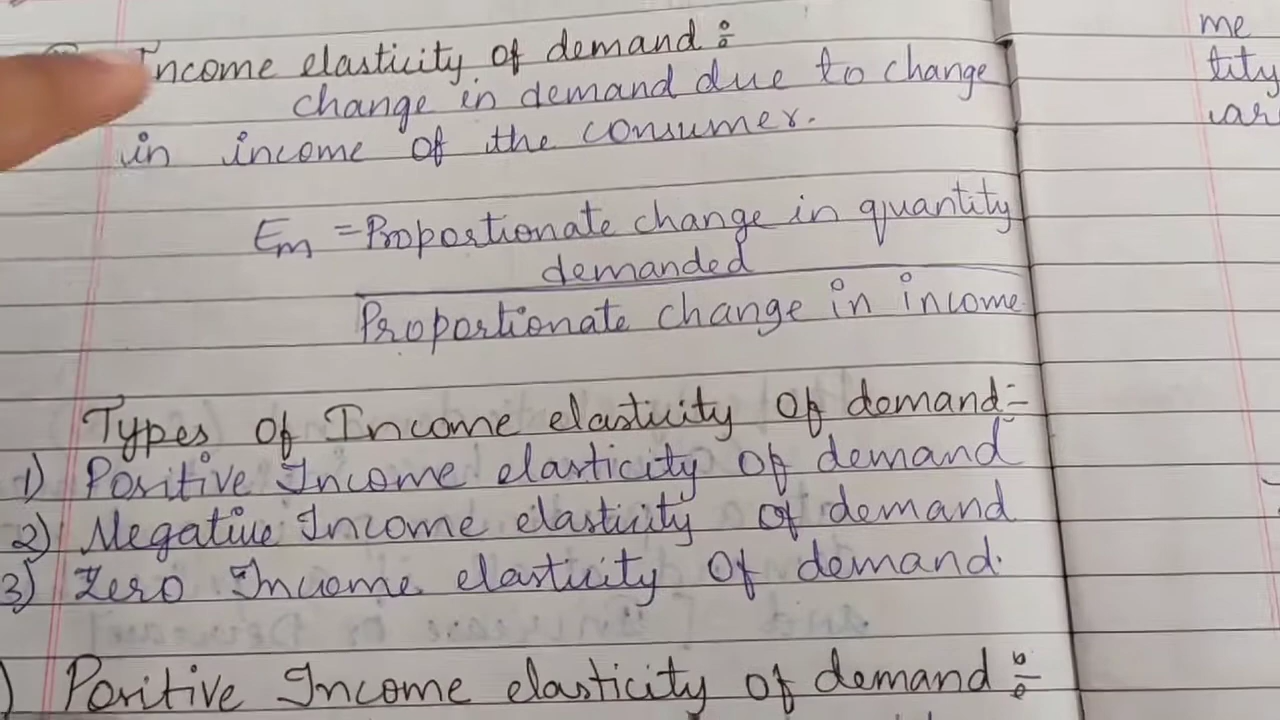 Income elasticity of demand ÷
change in demand due to change
in income of the consumer.
Em = Proportionate change in quantity
demanded
Proportionate change in income
Types of Income elasticity of demand=
1) Positive Income elasticity of demand
2) Negative Income elasticity of demand
3) Zero Income elasticity of demand.
) Positive Income elasticity of demand ÷
me
tity